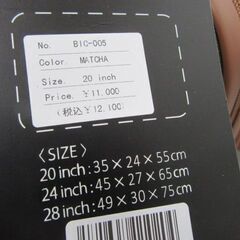 No. BIC-005
Color. MATCHA
Size. 20 inch
Price. ¥11,000
(税込¥12,100)
〈SIZE〉
20 inch : 35 × 24 × 55cm
24 inch : 45 × 27 × 65cm
28 inch : 49 × 30 × 75cm